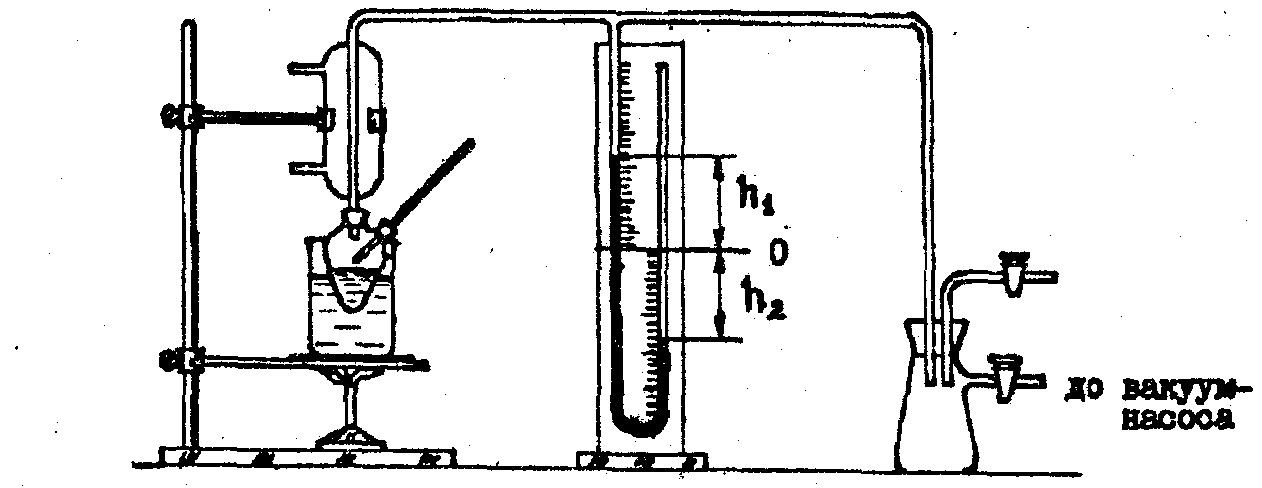 h₁
0
h₂
до вакуум-
насоса